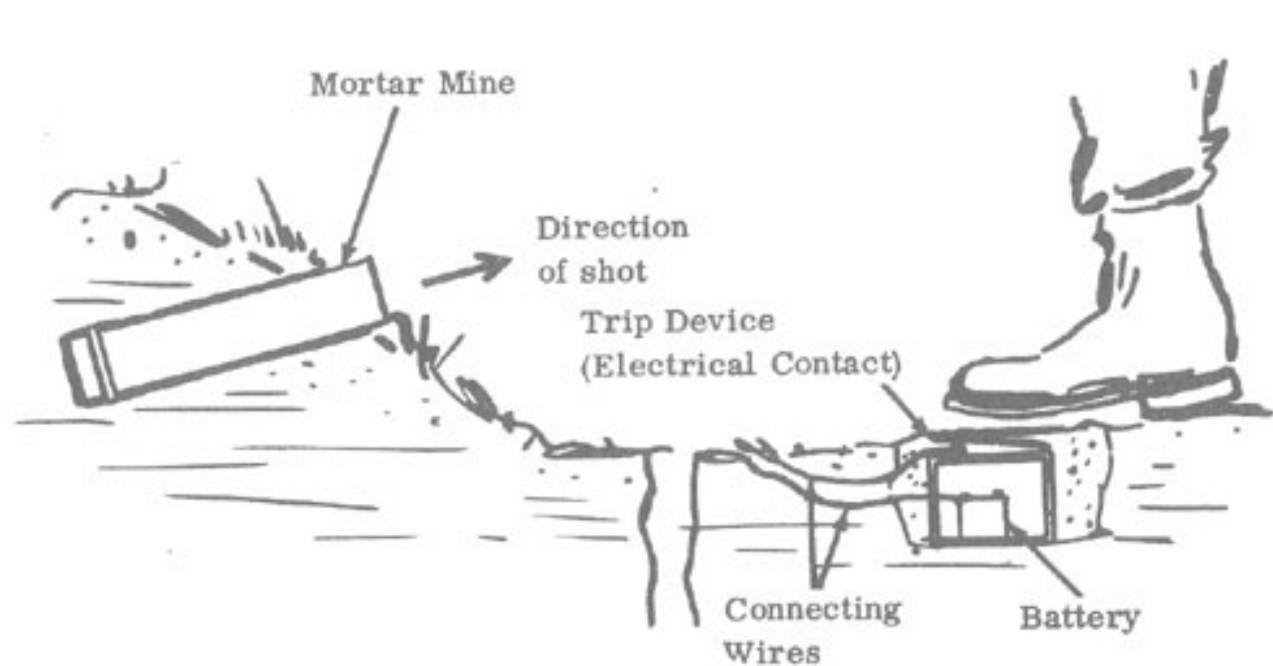 Mortar Mine
Direction
of shot
Trip Device
(Electrical Contact)
Connecting
Wires
Battery